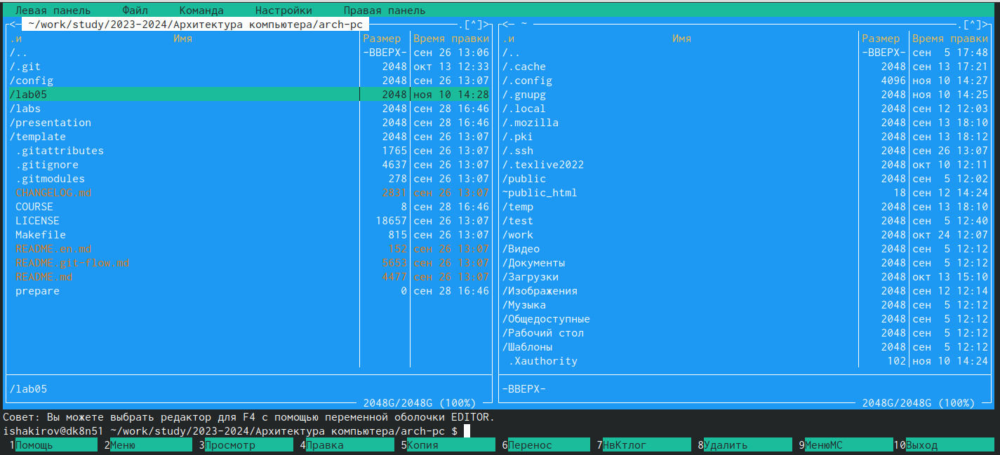 Левая панель Файл Команда Настройки Правая панель
<─ ~/work/study/2023-2024/Архитектура компьютера/arch-pc .[^]>
.и Имя Размер Время правки
/.. -ВВЕРХ- сен 26 13:06
/.git 2048 окт 13 12:33
/config 2048 сен 26 13:07
/lab05 2048 ноя 10 14:28
/labs 2048 сен 28 16:46
/presentation 2048 сен 28 16:46
/template 2048 сен 26 13:07
.gitattributes 1765 сен 26 13:07
.gitignore 4637 сен 26 13:07
.gitmodules 278 сен 26 13:07
CHANGELOG.md 2831 сен 26 13:07
COURSE 8 сен 28 16:46
LICENSE 18657 сен 26 13:07
Makefile 815 сен 26 13:07
README.en.md 152 сен 26 13:07
README.git-flow.md 5653 сен 26 13:07
README.md 4477 сен 26 13:07
prepare 0 сен 28 16:46
/lab05
2048G/2048G (100%)
<─ ~ .[^]>
.и Имя Размер Время правки
/.. -ВВЕРХ- сен 5 17:48
/.cache 2048 сен 13 17:21
/.config 4096 ноя 10 14:27
/.gnupg 2048 ноя 10 14:25
/.local 2048 сен 12 12:03
/.mozilla 2048 сен 13 18:10
/.pki 2048 сен 13 18:12
/.ssh 2048 сен 26 13:07
/.texlive2022 2048 окт 10 12:11
/public 2048 сен 5 12:02
~public_html 18 сен 12 14:24
/temp 2048 сен 13 18:10
/test 2048 сен 5 12:40
/work 2048 окт 24 12:07
/Видео 2048 сен 5 12:12
/Документы 2048 сен 5 12:12
/Загрузки 2048 окт 13 15:10
/Изображения 2048 сен 12 12:14
/Музыка 2048 сен 5 12:12
/Общедоступные 2048 сен 5 12:12
/Рабочий стол 2048 сен 5 12:12
/Шаблоны 2048 сен 5 12:12
.Xauthority 102 ноя 10 14:24
-ВВЕРХ-
2048G/2048G (100%)
Совет: Вы можете выбрать редактор для F4 с помощью переменной оболочки EDITOR.
ishakirov@dk8n51 ~/work/study/2023-2024/Архитектура компьютера/arch-pc $
1Помощь 2Меню 3Просмотр 4Правка 5Копия 6Перенос 7НвКтлог 8Удалить 9МенюМС 10Выход